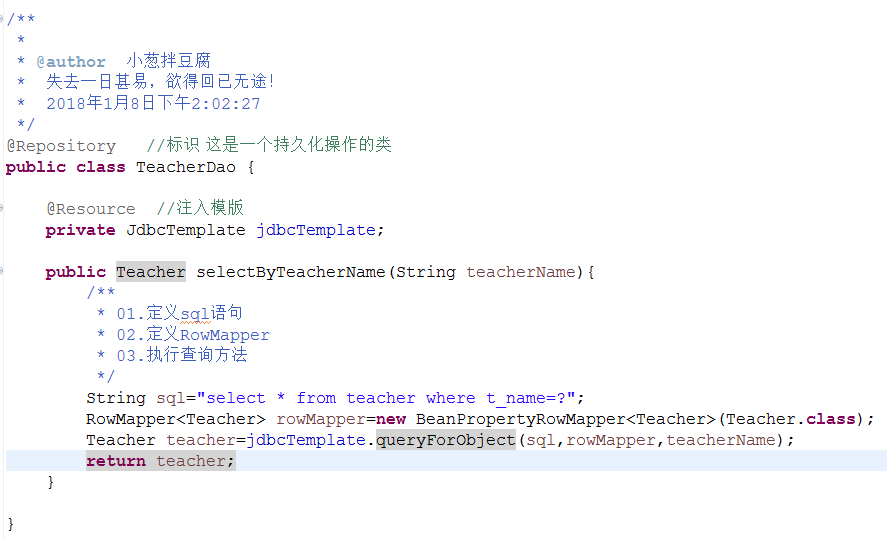 /**
 *
 * @author  小葱拌豆腐
 *  失去一日甚易，欲得回已无途！
 *  2018年1月8日下午2:02:27
 */
@Repository   //标识 这是一个持久化操作的类
public class TeacherDao {
    @Resource  //注入模版
    private JdbcTemplate jdbcTemplate;
    public Teacher selectByTeacherName(String teacherName){
        /**
         * 01.定义sql语句
         * 02.定义RowMapper
         * 03.执行查询方法
         */
        String sql="select * from teacher where t_name=?";
        RowMapper<Teacher> rowMapper=new BeanPropertyRowMapper<Teacher>(Teacher.class);
        Teacher teacher=jdbcTemplate.queryForObject(sql,rowMapper,teacherName);
        return teacher;
    }
}